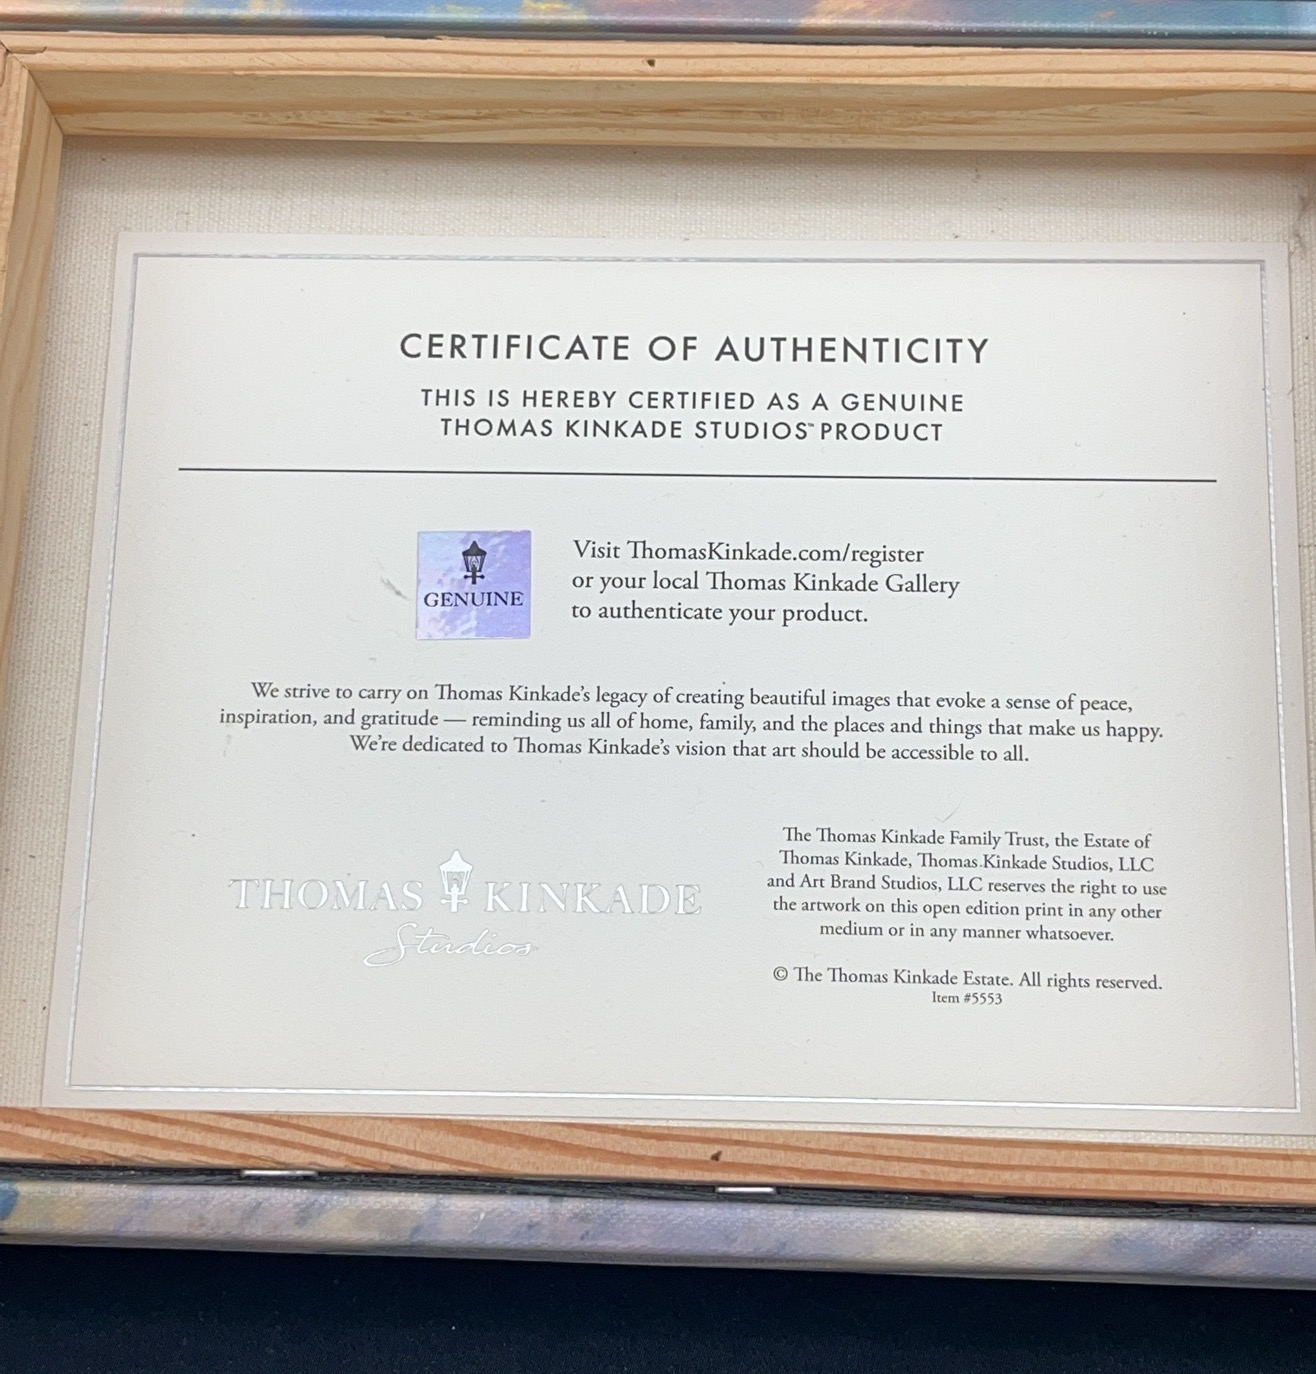 CERTIFICATE OF AUTHENTICITY
THIS IS HEREBY CERTIFIED AS A GENUINE
THOMAS KINKADE STUDIOS™ PRODUCT
GENUINE
Visit ThomasKinkade.com/register
or your local Thomas Kinkade Gallery
to authenticate your product.
We strive to carry on Thomas Kinkade's legacy of creating beautiful images that evoke a sense of peace,
inspiration, and gratitude — reminding us all of home, family, and the places and things that make us happy.
We're dedicated to Thomas Kinkade's vision that art should be accessible to all.
THOMAS KINKADE
Studios
The Thomas Kinkade Family Trust, the Estate of
Thomas Kinkade, Thomas Kinkade Studios, LLC
and Art Brand Studios, LLC reserves the right to use
the artwork on this open edition print in any other
medium or in any manner whatsoever.
© The Thomas Kinkade Estate. All rights reserved.
Item #5553